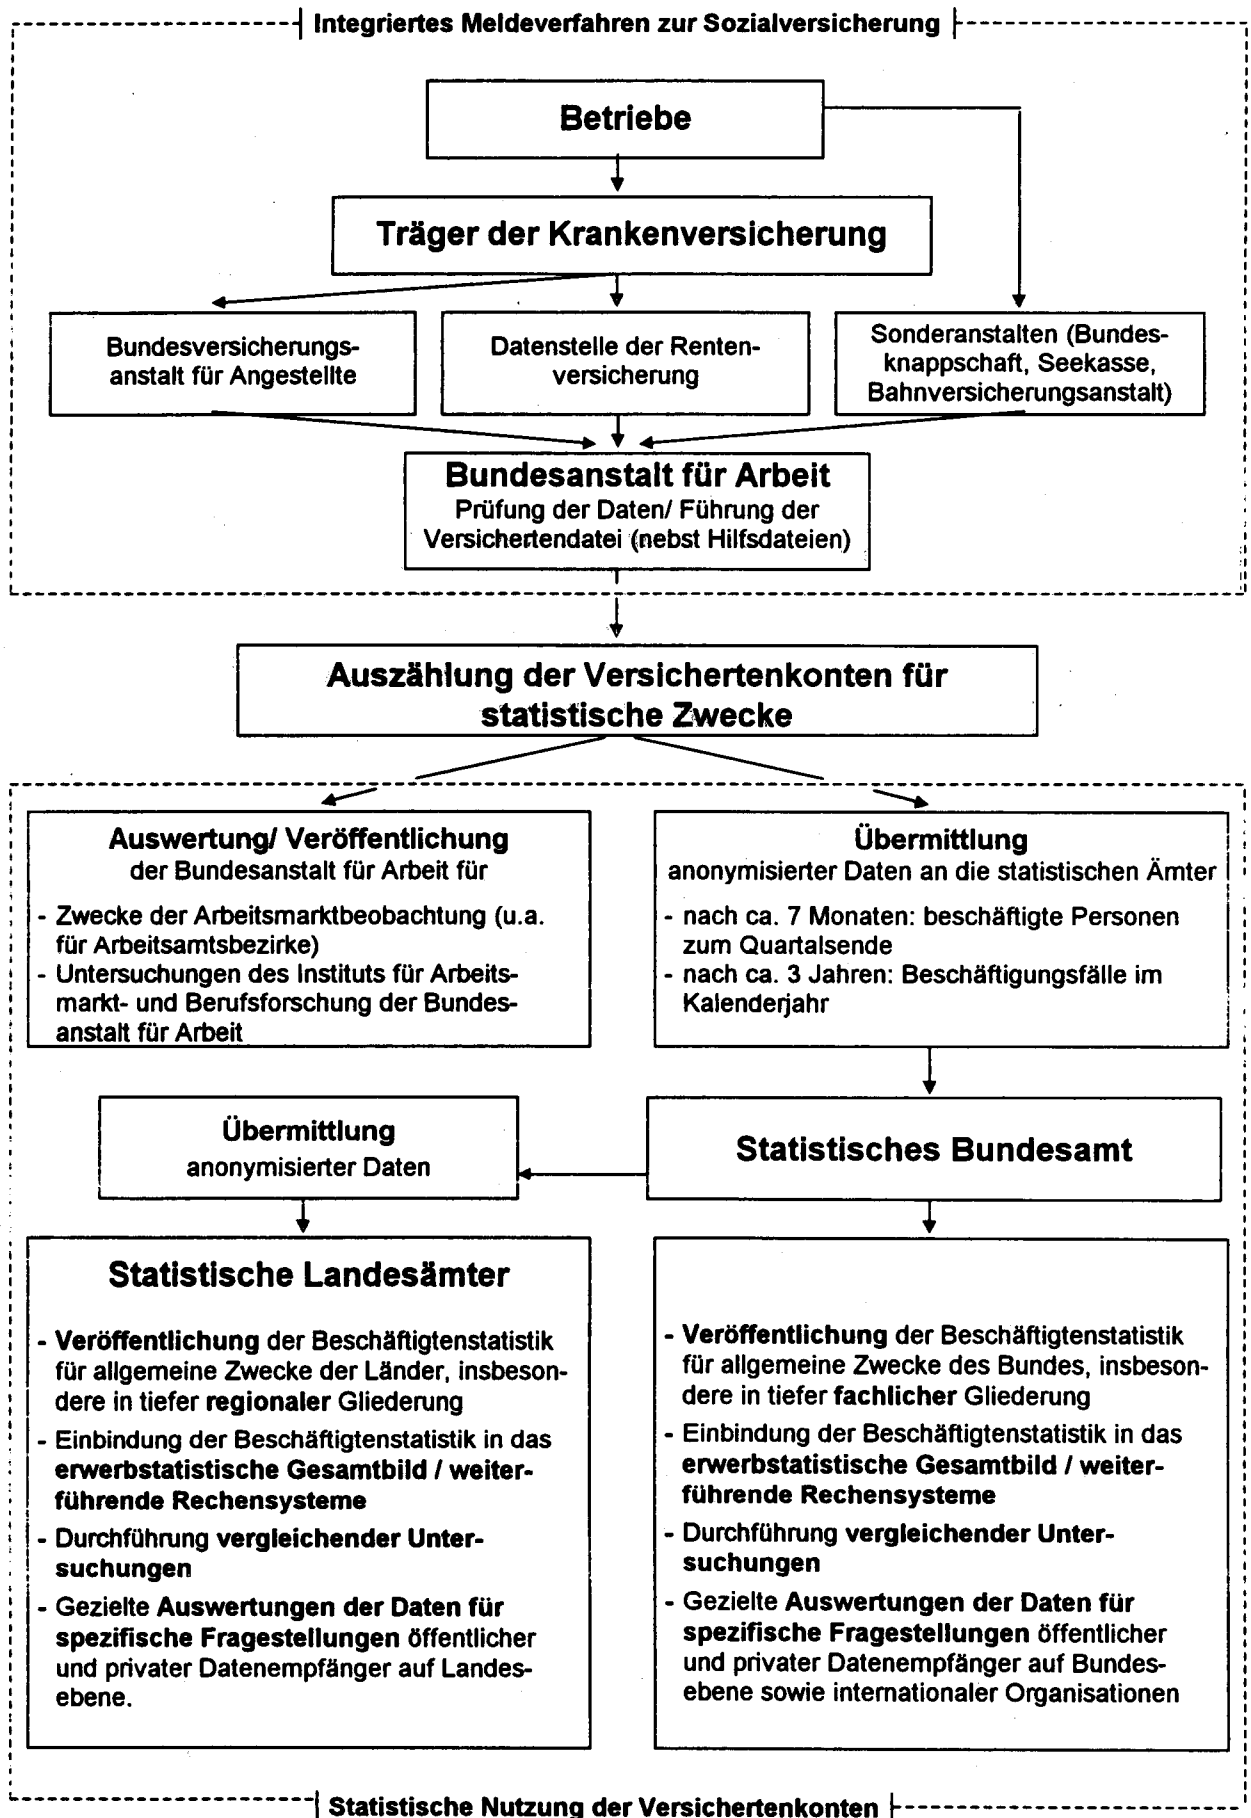 Integriertes Meldeverfahren zur Sozialversicherung
Betriebe
Träger der Krankenversicherung
Bundesversicherungs-
anstalt für Angestellte
Datenstelle der Renten-
versicherung
Sonderanstalten (Bundes-
knappschaft, Seekasse,
Bahnversicherungsanstalt)
Bundesanstalt für Arbeit
Prüfung der Daten/ Führung der
Versichertendatei (nebst Hilfsdateien)
Auszählung der Versichertenkonten für
statistische Zwecke
Auswertung/ Veröffentlichung
der Bundesanstalt für Arbeit für
- Zwecke der Arbeitsmarktbeobachtung (u.a.
für Arbeitsamtsbezirke)
- Untersuchungen des Instituts für Arbeits-
markt- und Berufsforschung der Bundes-
anstalt für Arbeit
Übermittlung
anonymisierter Daten an die statistischen Ämter
- nach ca. 7 Monaten: beschäftigte Personen
zum Quartalsende
- nach ca. 3 Jahren: Beschäftigungsfälle im
Kalenderjahr
Übermittlung
anonymisierter Daten
Statistisches Bundesamt
Statistische Landesämter
- Veröffentlichung der Beschäftigtenstatistik
für allgemeine Zwecke der Länder, insbeson-
dere in tiefer regionaler Gliederung
- Einbindung der Beschäftigtenstatistik in das
erwerbstatistische Gesamtbild / weiter-
führende Rechensysteme
- Durchführung vergleichender Unter-
suchungen
- Gezielte Auswertungen der Daten für
spezifische Fragestellungen öffentlicher
und privater Datenempfänger auf Landes-
ebene.
- Veröffentlichung der Beschäftigtenstatistik
für allgemeine Zwecke des Bundes, insbeson-
dere in tiefer fachlicher Gliederung
- Einbindung der Beschäftigtenstatistik in das
erwerbstatistische Gesamtbild / weiter-
führende Rechensysteme
- Durchführung vergleichender Unter-
suchungen
- Gezielte Auswertungen der Daten für
spezifische Fragestellungen öffentlicher
und privater Datenempfänger auf Bundes-
ebene sowie internationaler Organisationen
Statistische Nutzung der Versichertenkonten